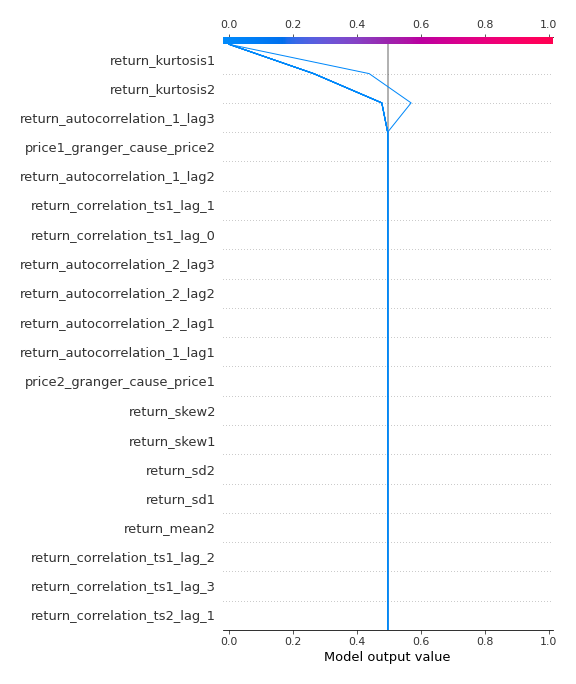 0.0 0.2 0.4 0.6 0.8 1.0
return_kurtosis1
return_kurtosis2
return_autocorrelation_1_lag3
price1_granger_cause_price2
return_autocorrelation_1_lag2
return_correlation_ts1_lag_1
return_correlation_ts1_lag_0
return_autocorrelation_2_lag3
return_autocorrelation_2_lag2
return_autocorrelation_2_lag1
return_autocorrelation_1_lag1
price2_granger_cause_price1
return_skew2
return_skew1
return_sd2
return_sd1
return_mean2
return_correlation_ts1_lag_2
return_correlation_ts1_lag_3
return_correlation_ts2_lag_1
0.0 0.2 0.4 0.6 0.8 1.0
Model output value